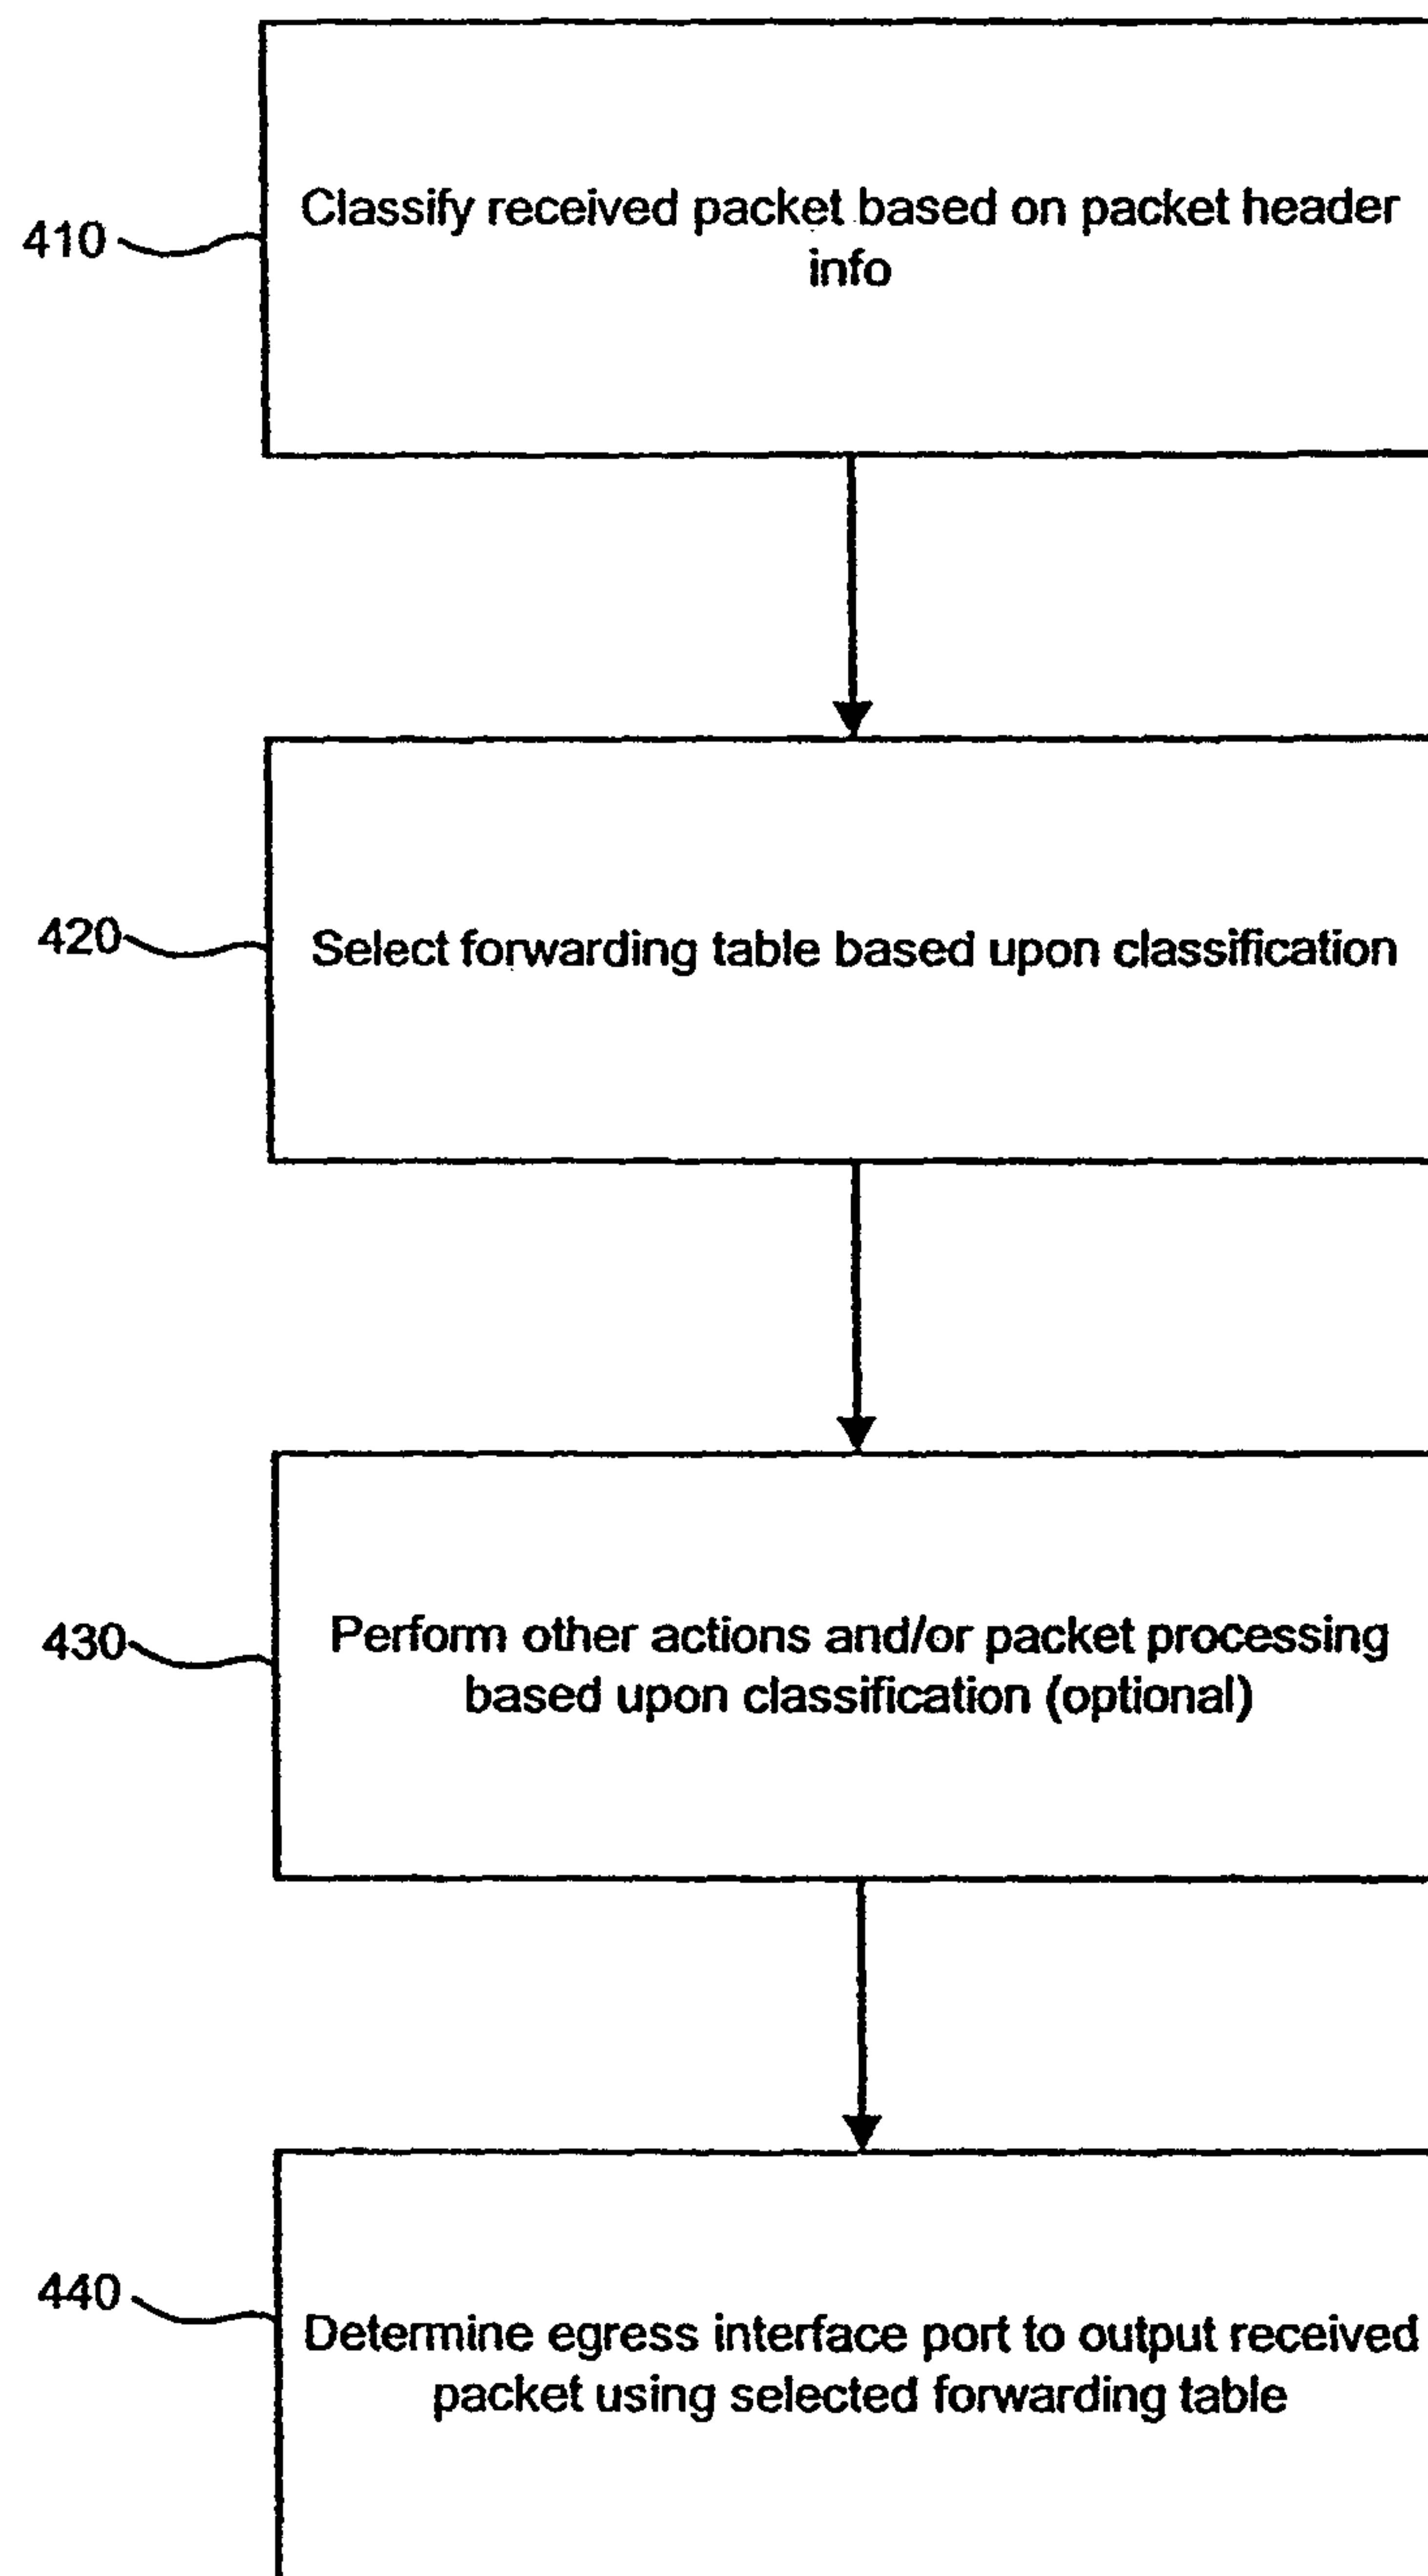 410
Classify received packet based on packet header
info
420
Select forwarding table based upon classification
430
Perform other actions and/or packet processing
based upon classification (optional)
440
Determine egress interface port to output received
packet using selected forwarding table